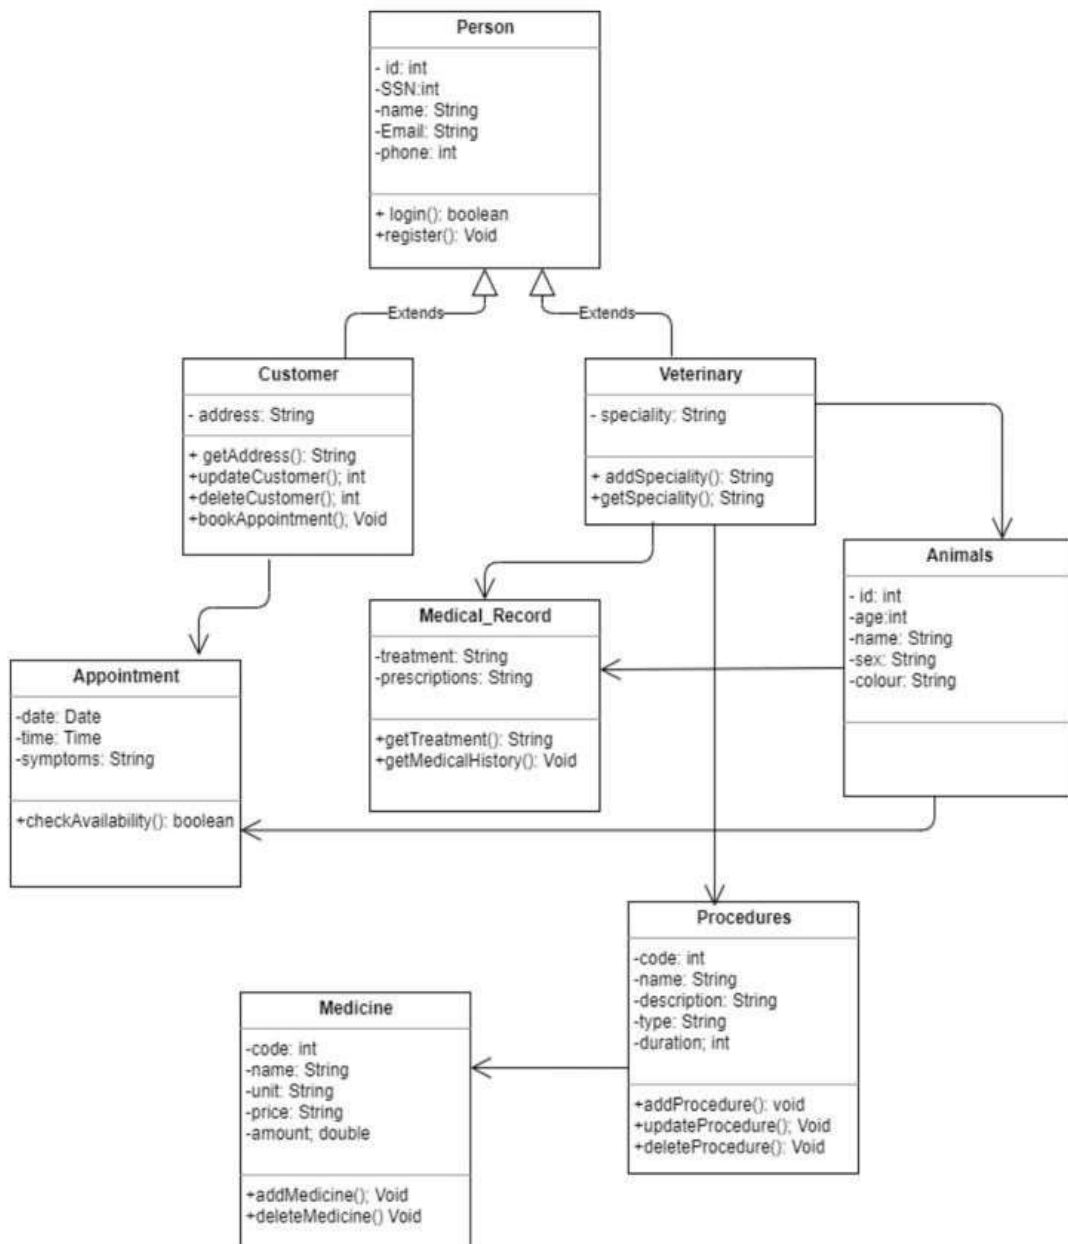 Person
- id: int
-SSN:int
-name: String
-Email: String
-phone: int
+ login(): boolean
+register(): Void
Extends
Extends
Customer
- address: String
+ getAddress(): String
+updateCustomer(); int
+deleteCustomer(); int
+bookAppointment(); Void
Veterinary
- speciality: String
+ addSpeciality(): String
+getSpeciality(); String
Animals
- id: int
-age:int
-name: String
-sex: String
-colour: String
Medical_Record
-treatment: String
-prescriptions: String
+getTreatment(): String
+getMedicalHistory(): Void
Appointment
-date: Date
-time: Time
-symptoms: String
+checkAvailability(): boolean
Procedures
-code: int
-name: String
-description: String
-type: String
-duration; int
+addProcedure(): void
+updateProcedure(); Void
+deleteProcedure(): Void
Medicine
-code: int
-name: String
-unit: String
-price: String
-amount; double
+addMedicine(); Void
+deleteMedicine() Void